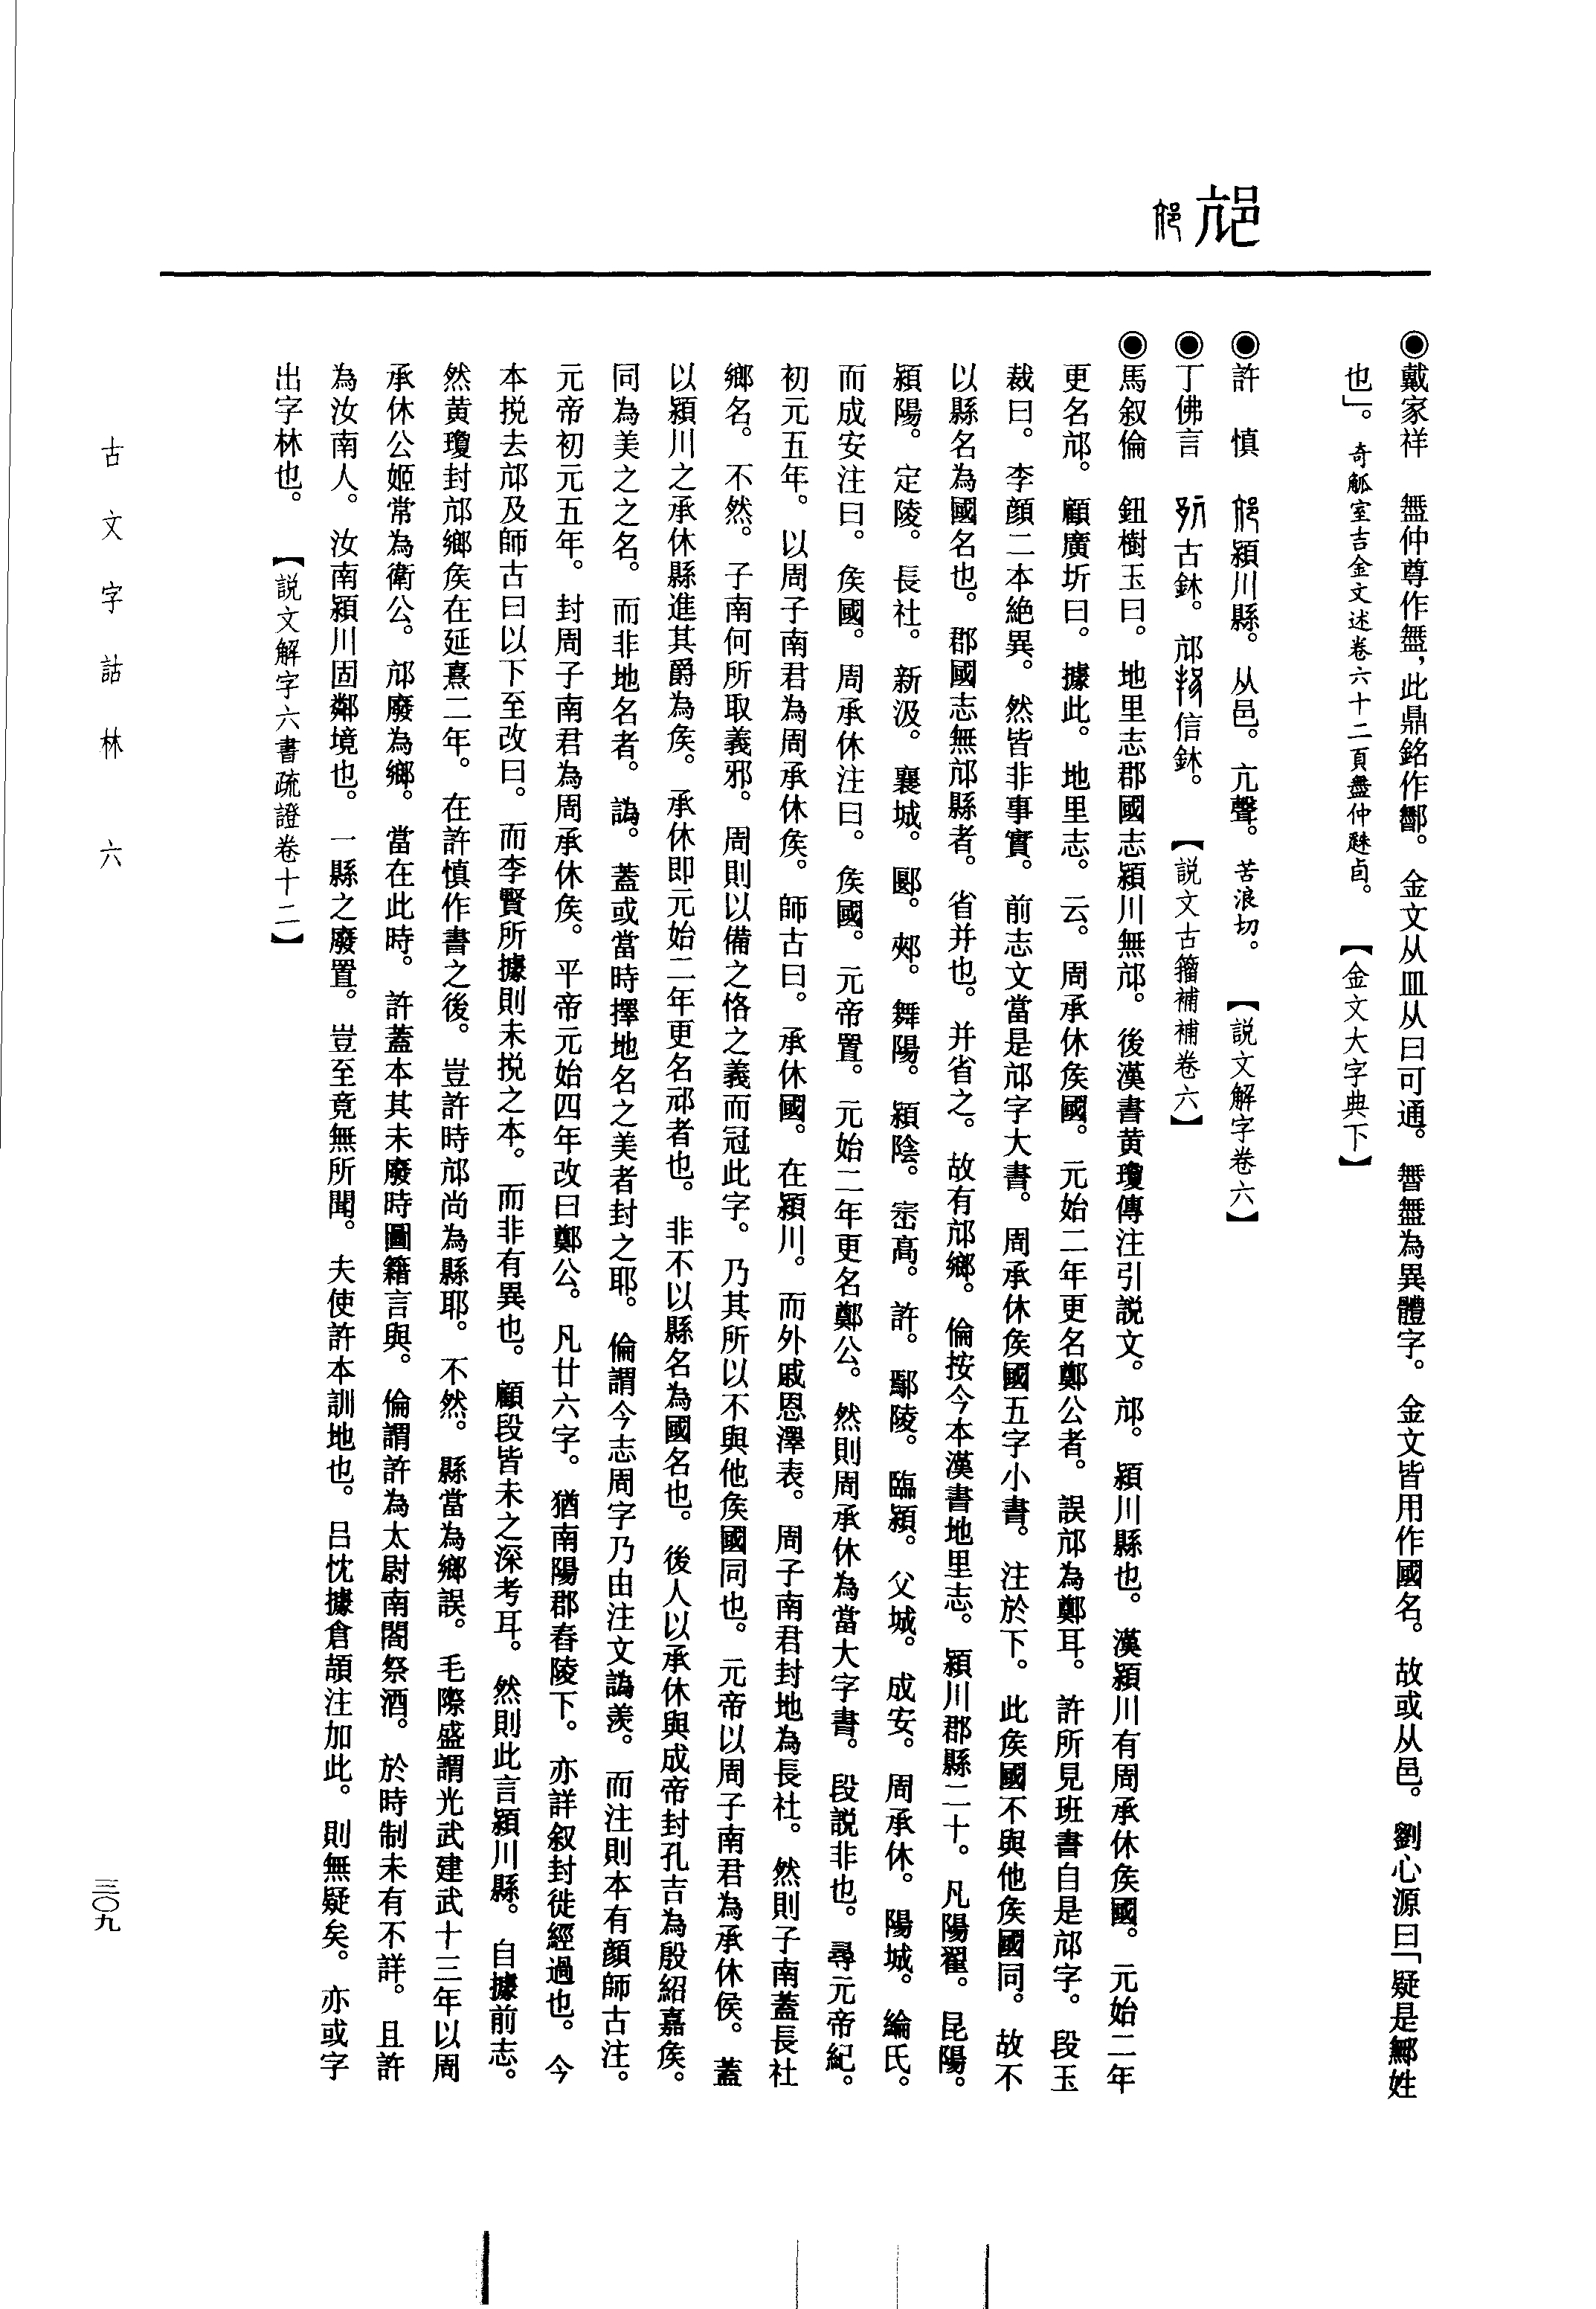 邟
◉戴家祥　𥁰仲尊作𥁰，此鼎銘作鄦。金文从皿从曰可通。𣉙𥁰為異體字。金文皆用作國名。故或从邑。劉心源曰「疑是鄦姓
也」。奇觚室吉金文述卷六十二頁盤仲𣪘卣。　【金文大字典下】
◉許　慎　潁川縣。从邑。亢聲。苦浪切。　【説文解字卷六】
◉丁佛言　古鉥。邟信鉥。　【説文古籀補補卷六】
◉馬叙倫　鈕樹玉曰。地里志郡國志潁川無邟。後漢書黄瓊傳注引説文。邟。潁川縣也。漢潁川有周承休矦國。元始二年
更名邟。顧廣圻曰。據此。地里志。云。周承休矦國。元始二年更名鄭公者。誤邟為鄭耳。許所見班書自是邟字。段玉
裁曰。李顔二本絶異。然皆非事實。前志文當是邟字大書。周承休矦國五字小書。注於下。此矦國不與他矦國同。故不
以縣名為國名也。郡國志無邟縣者。省并也。并省之。故有邟鄉。倫按今本漢書地里志。潁川郡縣二十。凡陽翟。昆陽。
潁陽。定陵。長社。新汲。襄城。郾。郟。舞陽。潁陰。崈高。許。鄢陵。臨潁。父城。成安。周承休。陽城。綸氏。
而成安注曰。矦國。周承休注曰。矦國。元帝置。元始二年更名鄭公。然則周承休為當大字書。段説非也。尋元帝紀。
初元五年。以周子南君為周承休矦。師古曰。承休國。在潁川。而外戚恩澤表。周子南君封地為長社。然則子南蓋長社
鄉名。不然。子南何所取義邪。周則以備之恪之義而冠此字。乃其所以不與他矦國同也。元帝以周子南君為承休侯。蓋
以潁川之承休縣進其爵為矦。承休即元始二年更名邟者也。非不以縣名為國名也。後人以承休與成帝封孔吉為殷紹嘉矦。
同為美之之名。而非地名者。譌。蓋或當時擇地名之美者封之耶。倫謂今志周字乃由注文譌羨。而注則本有顔師古注。
元帝初元五年。封周子南君為周承休矦。平帝元始四年改曰鄭公。凡廿六字。猶南陽郡舂陵下。亦詳叙封徙經過也。今
本挩去邟及師古曰以下至改曰。而李賢所據則未挩之本。而非有異也。顧段皆未之深考耳。然則此言潁川縣。自據前志。
然黄瓊封邟鄉矦在延熹二年。在許慎作書之後。豈許時邟尚為縣耶。不然。縣當為鄉誤。毛際盛謂光武建武十三年以周
承休公姬常為衛公。邟廢為鄉。當在此時。許蓋本其未廢時圖籍言與。倫謂許為太尉南閣祭酒。於時制未有不詳。且許
為汝南人。汝南潁川固鄰境也。一縣之廢置。豈至竟無所聞。夫使許本訓地也。吕忱據倉頡注加此。則無疑矣。亦或字
出字林也。　【説文解字六書疏證卷十二】
古文字詁林　六
三〇九